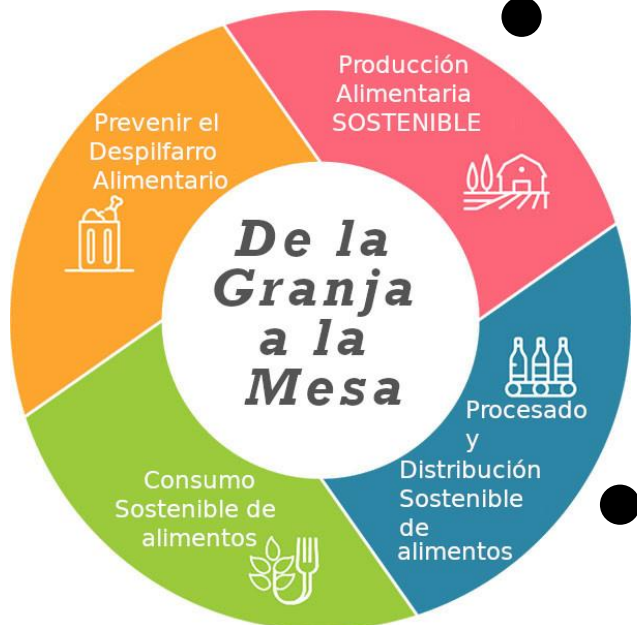 Producción
Alimentaria
SOSTENIBLE
Prevenir el
Despilfarro
Alimentario
De la
Granja
a la
Mesa
Procesado
y
Distribución
Sostenible
de
alimentos
Consumo
Sostenible de
alimentos